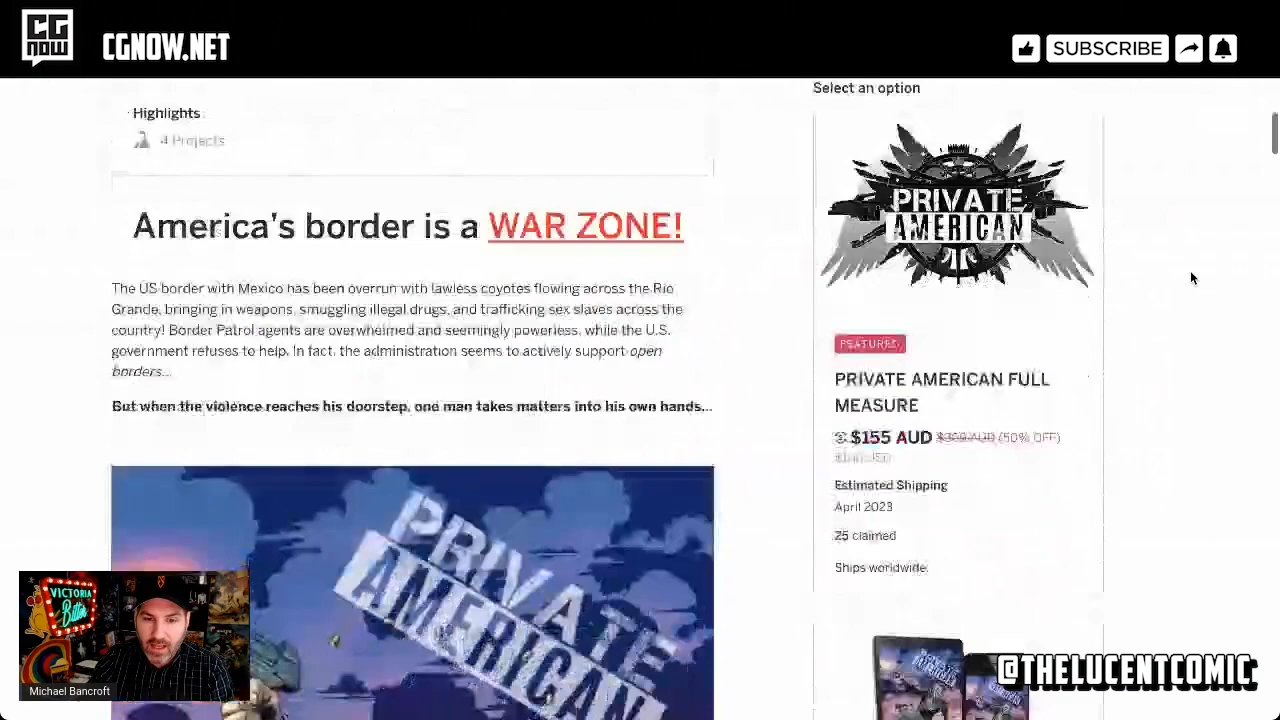 CG
NOW
CGNOW.NET
SUBSCRIBE
Select an option
Highlights
4 Projects
America's border is a WAR ZONE!
The US border with Mexico has been overrun with lawless coyotes flowing across the Rio
Grande, bringing in weapons, smuggling illegal drugs, and trafficking sex slaves across the
country! Border Patrol agents are overwhelmed and seemingly powerless, while the U.S.
government refuses to help. In fact, the administration seems to actively support open
borders...
But when the violence reaches his doorstep, one man takes matters into his own hands...
PRIVATE
AMERICAN
PRIVATE
AMERICAN
FEATURED
PRIVATE AMERICAN FULL
MEASURE
$155 AUD (50% OFF)
Estimated Shipping
April 2023
25 claimed
Ships worldwide.
VICTORIA
Bitter
Michael Bancroft
@THELUCENTCOMIC